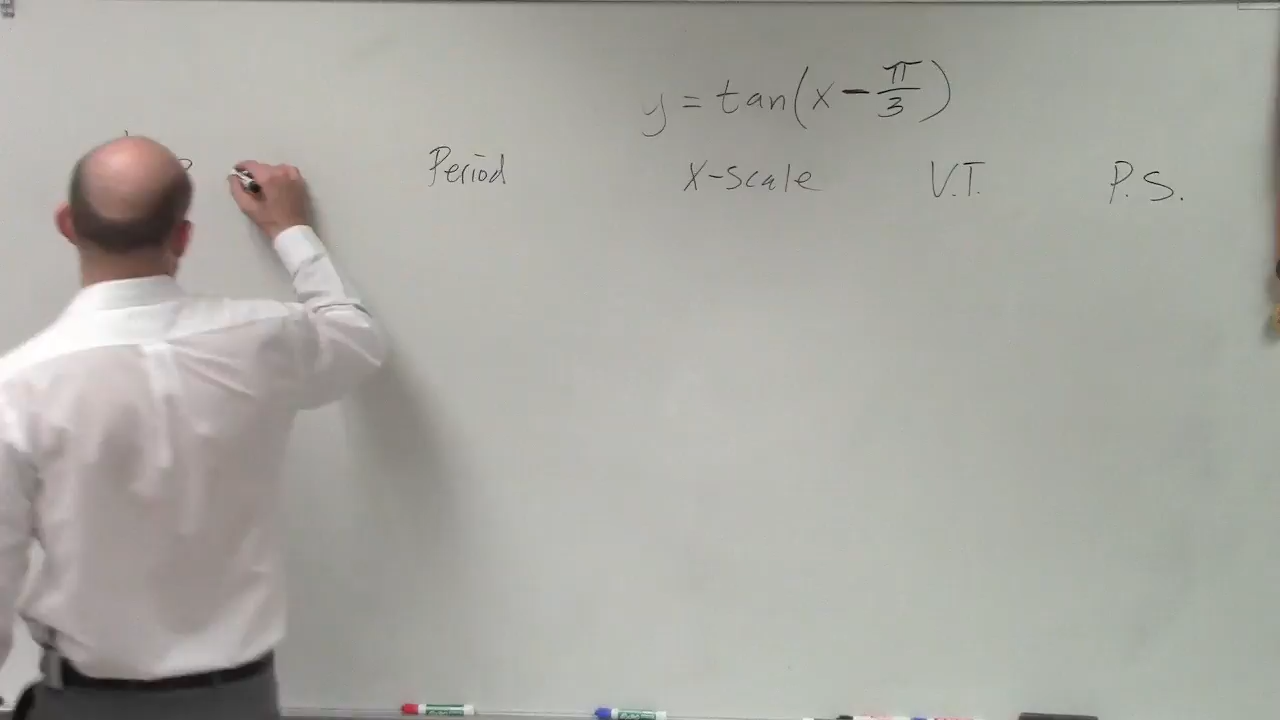 y = tan(x − π/3)
Period x-scale V.T. P.S.